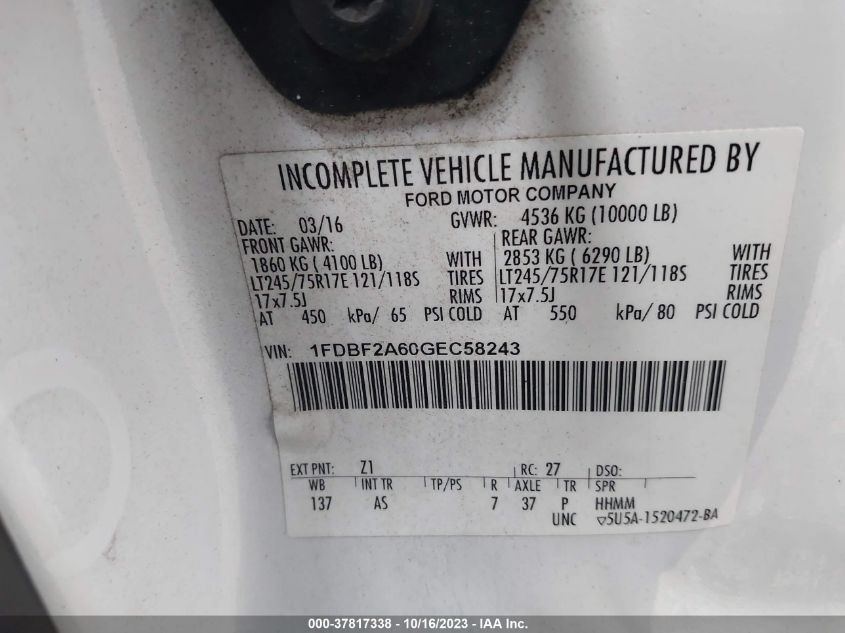 INCOMPLETE VEHICLE MANUFACTURED BY
FORD MOTOR COMPANY
DATE: 03/16 GVWR: 4536 KG (10000 LB)
FRONT GAWR: REAR GAWR:
1860 KG ( 4100 LB) WITH 2853 KG ( 6290 LB) WITH
LT245/75R17E 121/118S TIRES LT245/75R17E 121/118S TIRES
17x7.5J RIMS 17x7.5J RIMS
AT 450 kPa/ 65 PSI COLD AT 550 kPa/ 80 PSI COLD
VIN: 1FDBF2A60GEC58243
EXT PNT: Z1 RC: 27 DSO:
WB INT TR TP/PS R AXLE TR SPR
137 AS 7 37 P HHMM
UNC ▽5U5A-1520472-BA
000-37817338 - 10/16/2023 - IAA Inc.